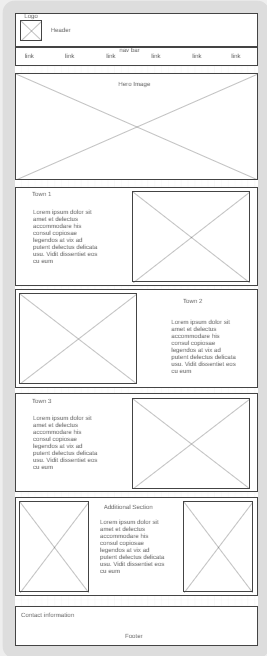 Logo
Header
nav bar
link link link link link link
Hero Image
Town 1
Lorem ipsum dolor sit
amet et delectus
accommodare his
consul copiosae
legendos at vix ad
putent delectus delicata
usu. Vidit dissentiet eos
cu eum
Town 2
Lorem ipsum dolor sit
amet et delectus
accommodare his
consul copiosae
legendos at vix ad
putent delectus delicata
usu. Vidit dissentiet eos
cu eum
Town 3
Lorem ipsum dolor sit
amet et delectus
accommodare his
consul copiosae
legendos at vix ad
putent delectus delicata
usu. Vidit dissentiet eos
cu eum
Additional Section
Lorem ipsum dolor sit
amet et delectus
accommodare his
consul copiosae
legendos at vix ad
putent delectus delicata
usu. Vidit dissentiet eos
cu eum
Contact information
Footer